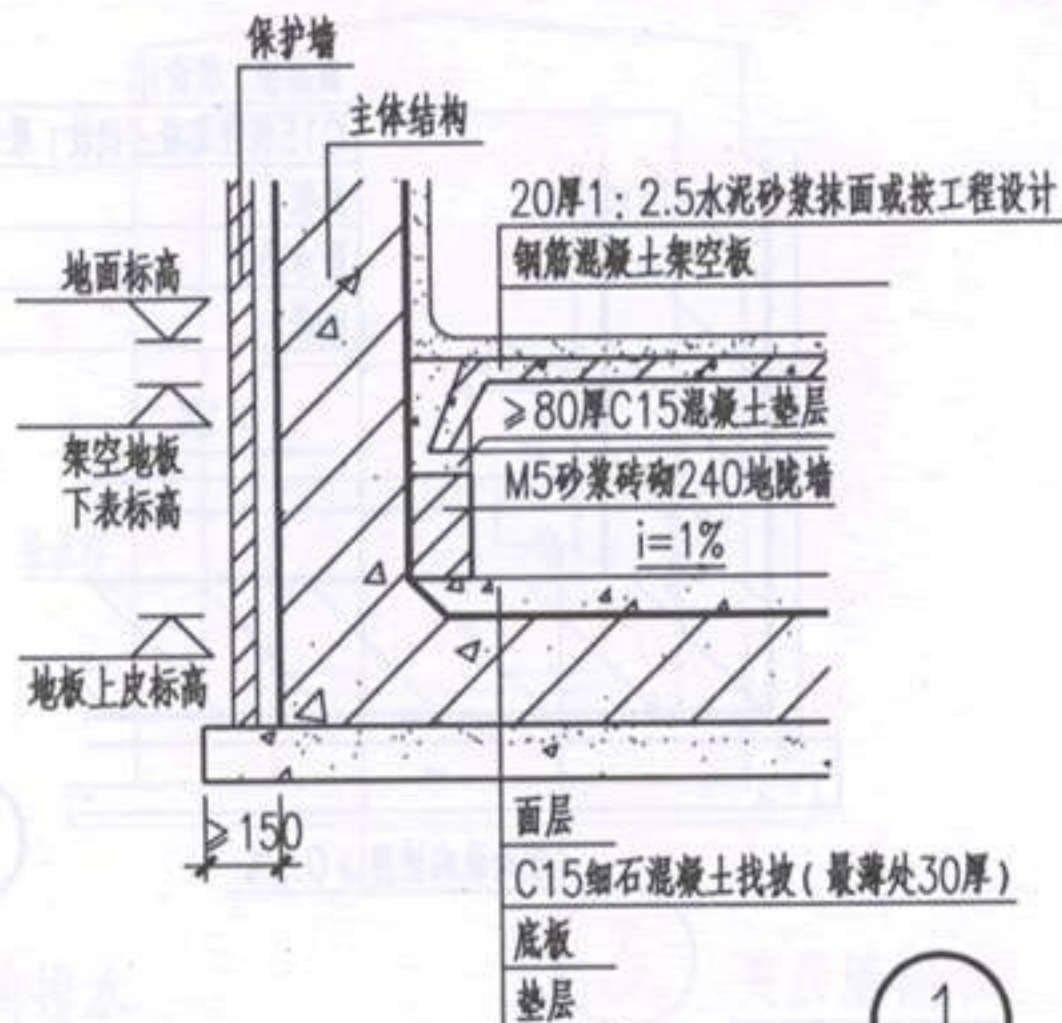 保护墙
主体结构
20厚1：2.5水泥砂浆抹面或按工程设计
钢筋混凝土架空板
地面标高
≥80厚C15混凝土垫层
架空地板
下表标高
M5砂浆砖砌240地陇墙
i=1%
地板上皮标高
≥150
面层
C15细石混凝土找坡(最薄处30厚)
底板
垫层
1